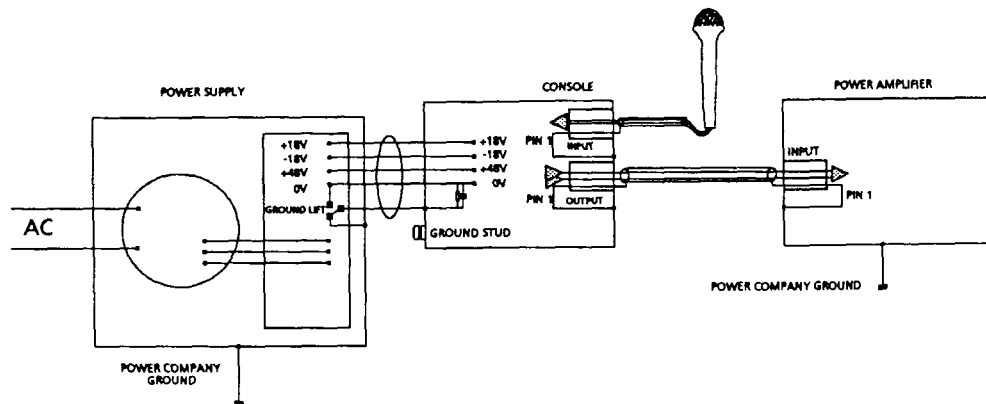 POWER SUPPLY
CONSOLE
POWER AMPLIFIER
+18V
-18V
+48V
0V
GROUND LIFT
AC
POWER COMPANY
GROUND
+18V
-18V
+48V
0V
GROUND STUD
PIN 1
INPUT
PIN 1
OUTPUT
INPUT
PIN 1
POWER COMPANY GROUND